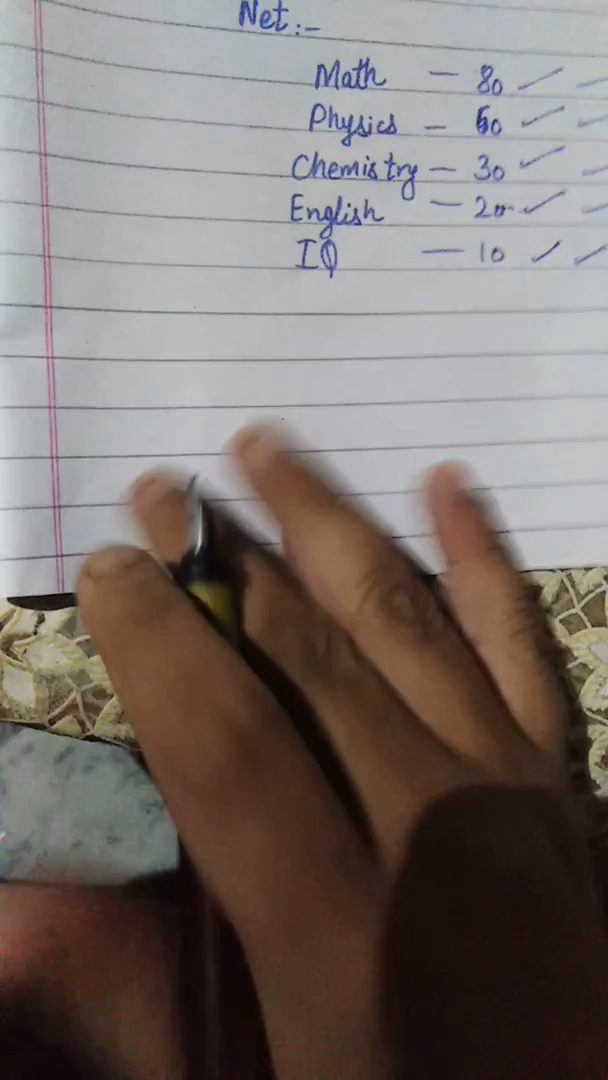 Net:-
Math — 80 ✓
Physics — 60 ✓ ✓
Chemistry — 30 ✓
English — 20 ✓
IQ — 10 ✓ ✓